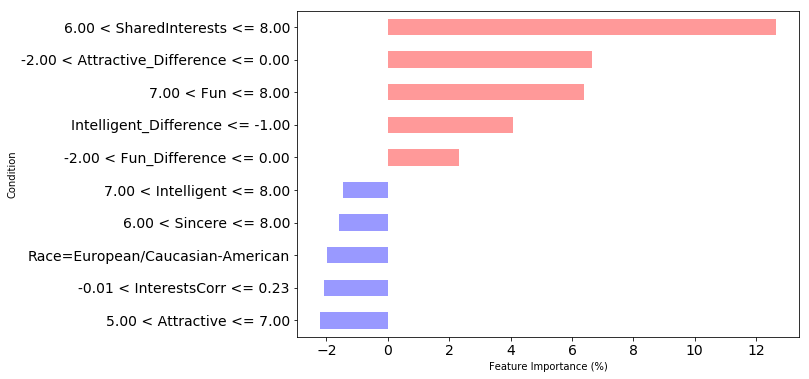 6.00 < SharedInterests <= 8.00
-2.00 < Attractive_Difference <= 0.00
7.00 < Fun <= 8.00
Intelligent_Difference <= -1.00
-2.00 < Fun_Difference <= 0.00
7.00 < Intelligent <= 8.00
6.00 < Sincere <= 8.00
Race=European/Caucasian-American
-0.01 < InterestsCorr <= 0.23
5.00 < Attractive <= 7.00
Condition
−2 0 2 4 6 8 10 12
Feature Importance (%)